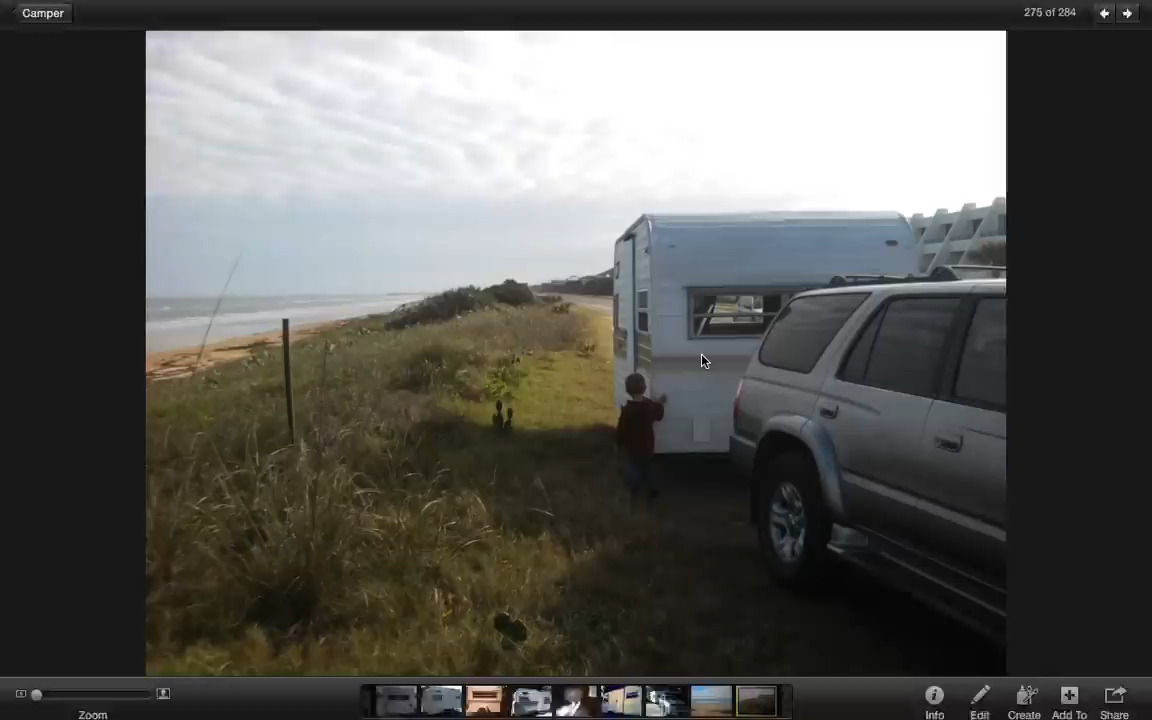 Camper
275 of 284
Zoom
Info
Edit
Create
Add To
Share